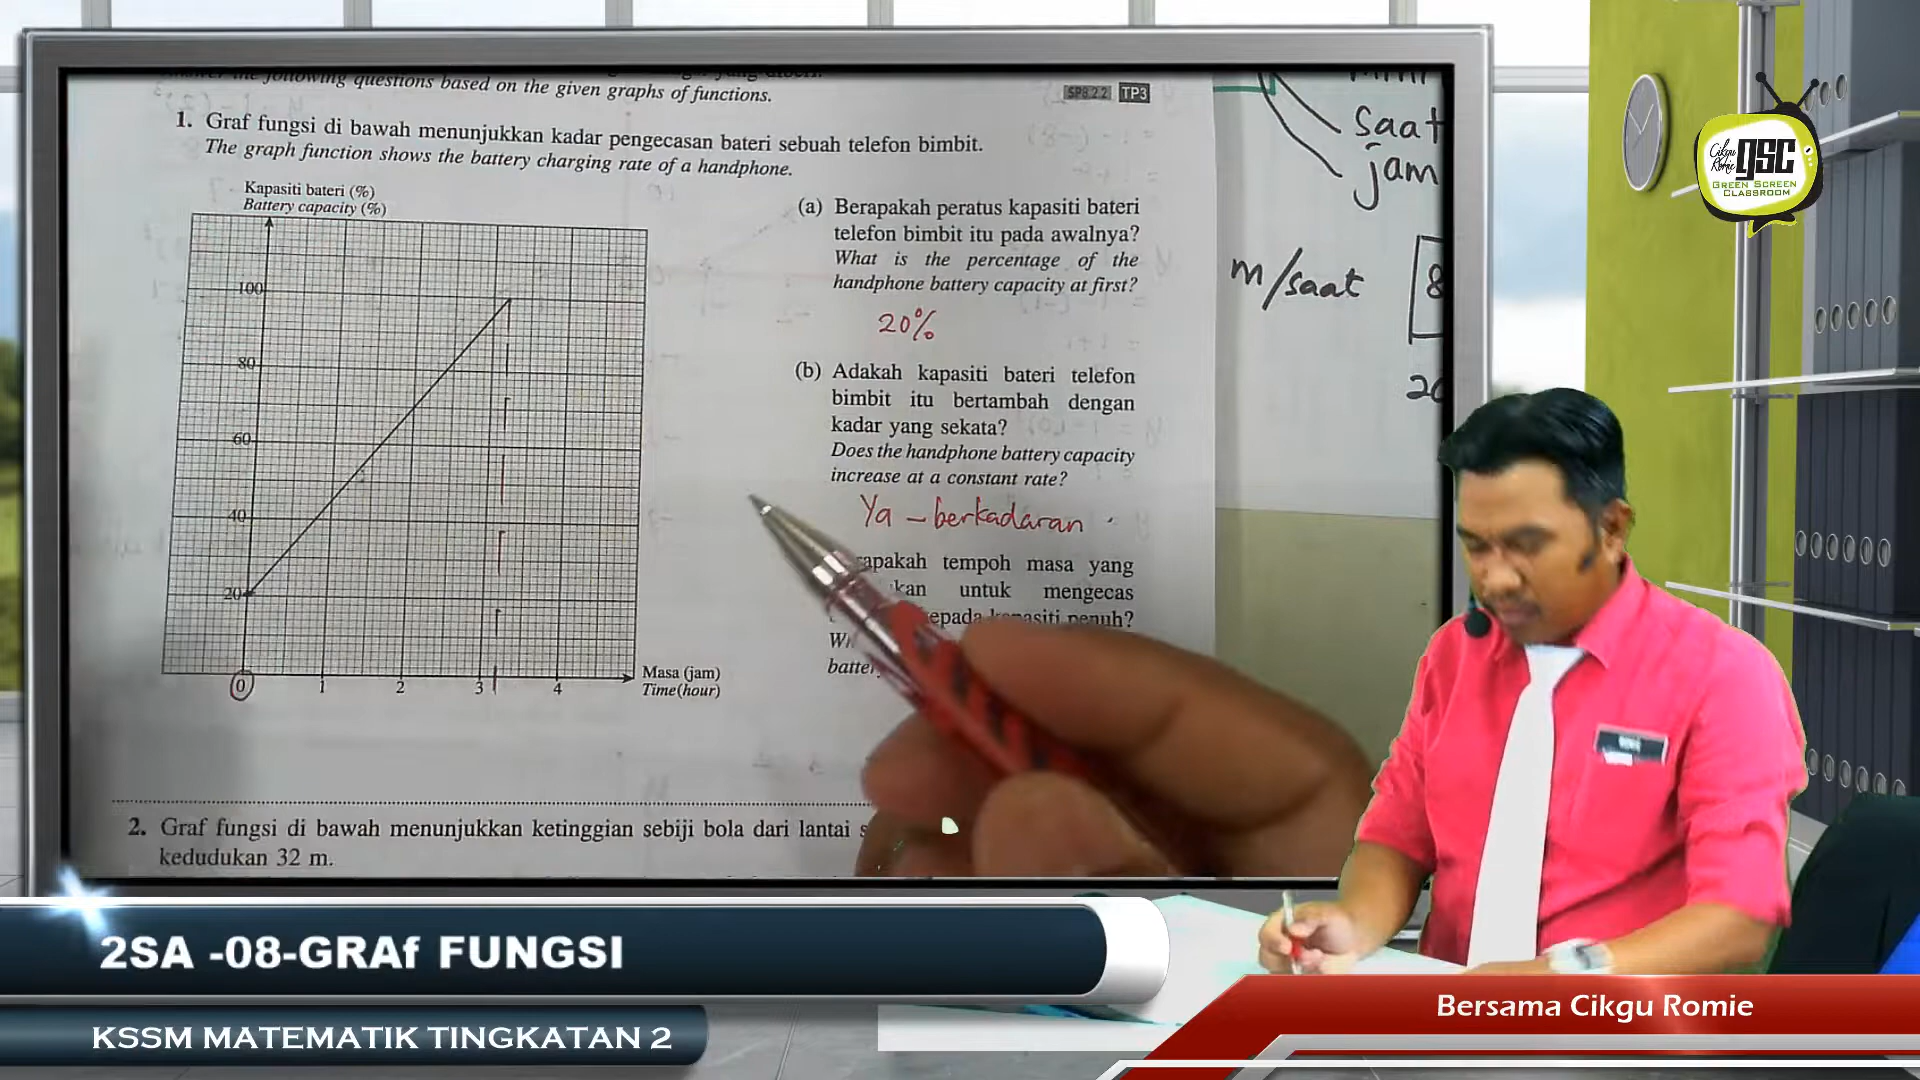 the following questions based on the given graphs of functions.
SP8.2.2 TP3
1. Graf fungsi di bawah menunjukkan kadar pengecasan bateri sebuah telefon bimbit.
The graph function shows the battery charging rate of a handphone.
Kapasiti bateri (%)
Battery capacity (%)
100
80
60
40
20
0 1 2 3 4
Masa (jam)
Time(hour)
(a) Berapakah peratus kapasiti bateri
telefon bimbit itu pada awalnya?
What is the percentage of the
handphone battery capacity at first?
20%
(b) Adakah kapasiti bateri telefon
bimbit itu bertambah dengan
kadar yang sekata?
Does the handphone battery capacity
increase at a constant rate?
Ya – berkadaran
tempoh masa yang
untuk mengecas
penuh?
2. Graf fungsi di bawah menunjukkan ketinggian sebiji bola dari lantai
kedudukan 32 m.
saat
jam
m/saat
8
Cikgu Romie GSC
GREEN SCREEN
CLASSROOM
2SA -08-GRAf FUNGSI
KSSM MATEMATIK TINGKATAN 2
Bersama Cikgu Romie